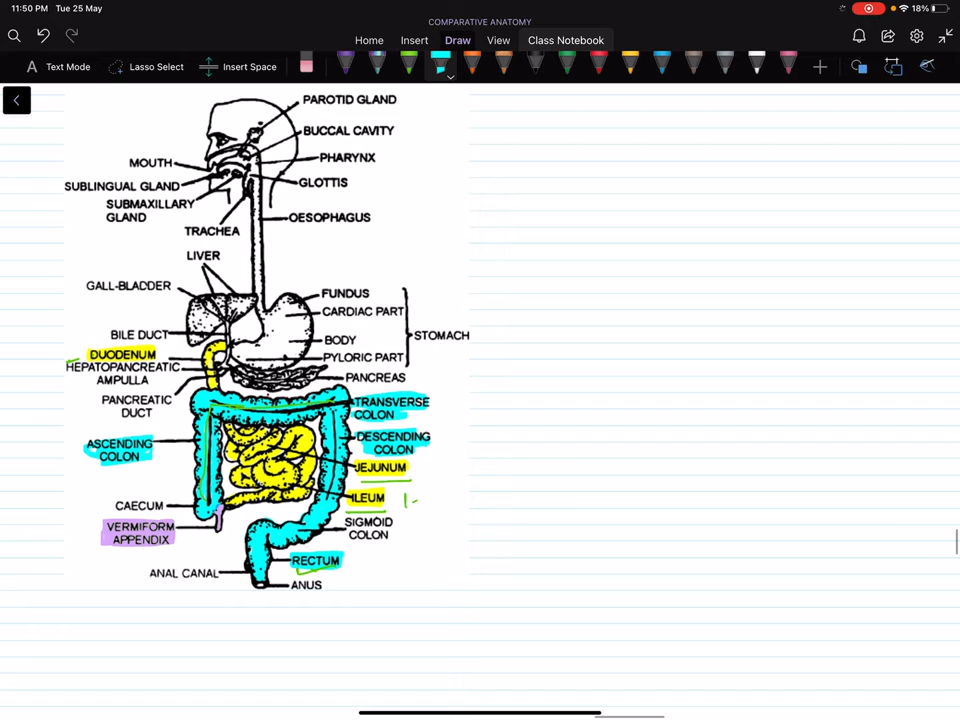 11:50 PM Tue 25 May
18%
COMPARATIVE ANATOMY
Home Insert Draw View Class Notebook
Text Mode Lasso Select Insert Space
PAROTID GLAND
BUCCAL CAVITY
PHARYNX
MOUTH
GLOTTIS
SUBLINGUAL GLAND
SUBMAXILLARY
GLAND
OESOPHAGUS
TRACHEA
LIVER
GALL-BLADDER
FUNDUS
CARDIAC PART
BILE DUCT
STOMACH
BODY
DUODENUM
PYLORIC PART
HEPATOPANCREATIC
AMPULLA
PANCREAS
PANCREATIC
DUCT
TRANSVERSE
COLON
ASCENDING
COLON
DESCENDING
COLON
JEJUNUM
ILEUM
CAECUM
VERMIFORM
APPENDIX
SIGMOID
COLON
RECTUM
ANAL CANAL
ANUS